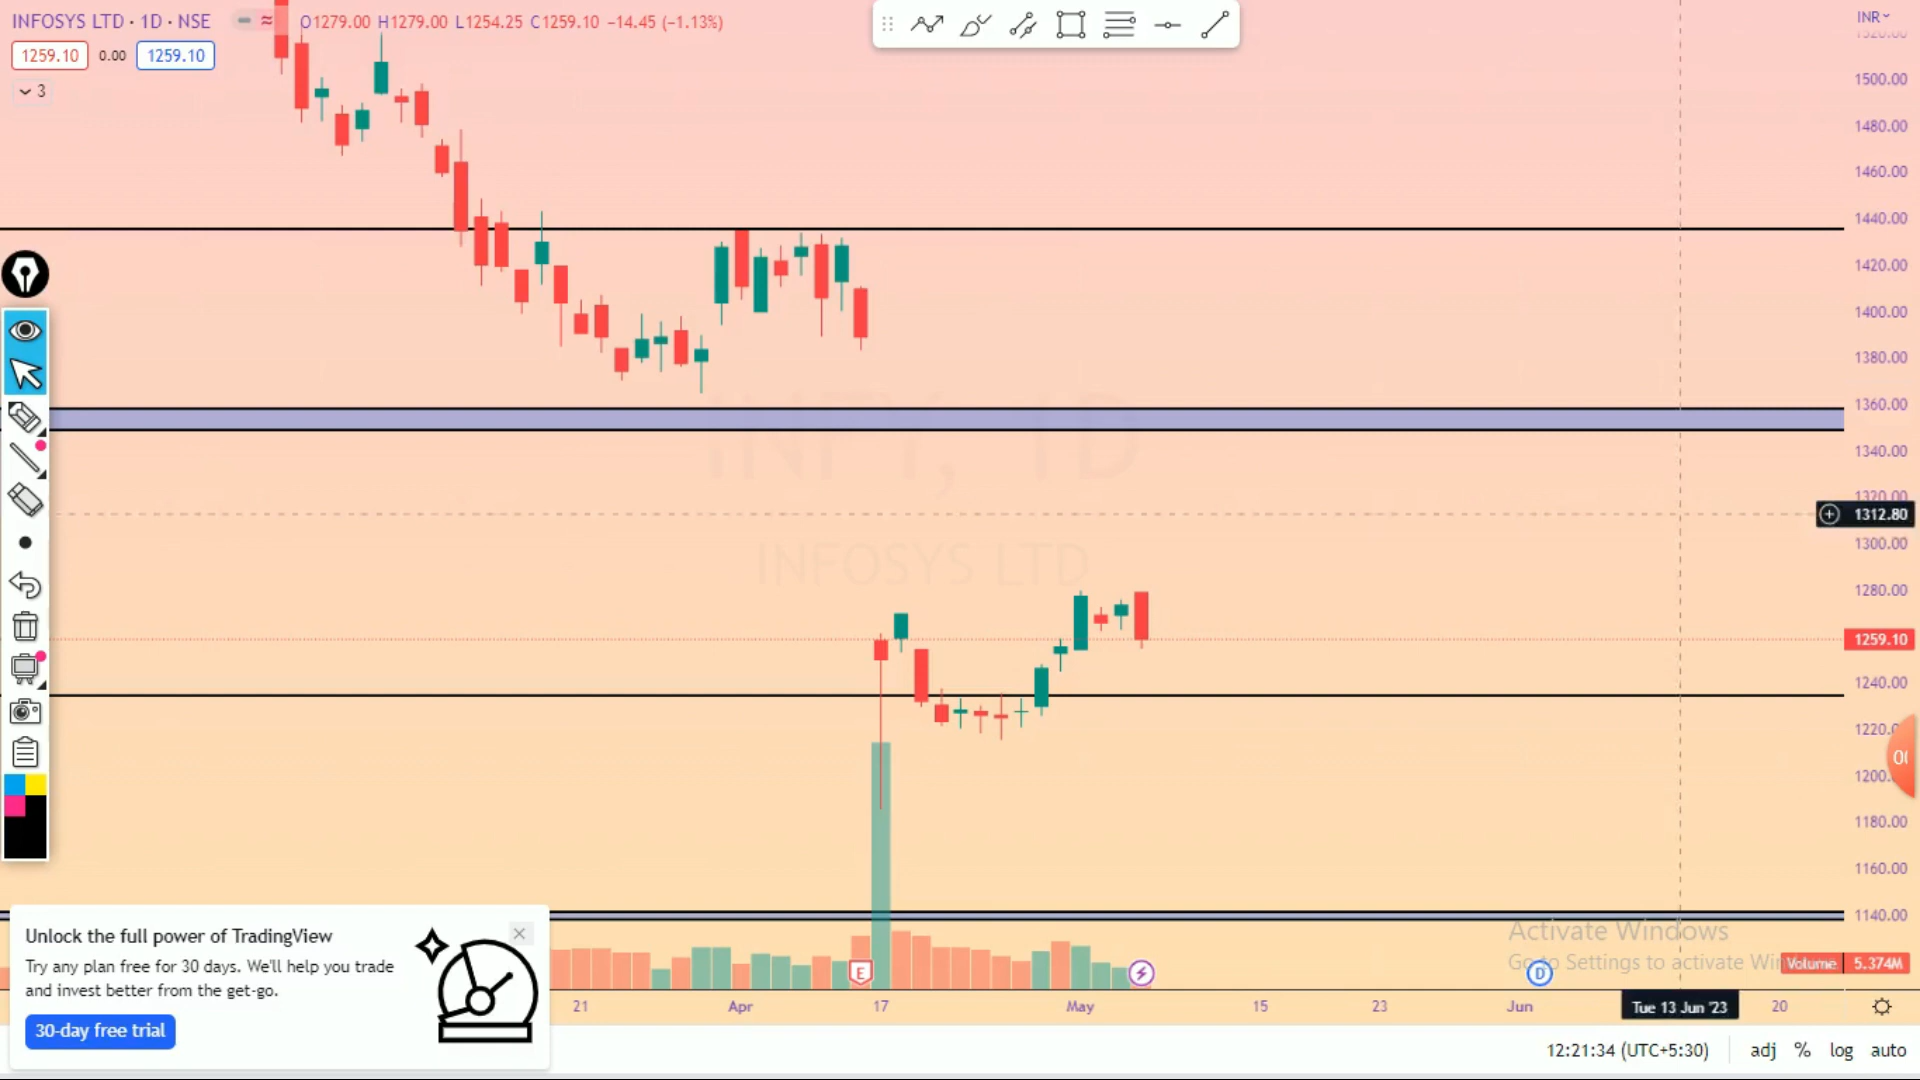 INFOSYS LTD · 1D · NSE
O1279.00 H1279.00 L1254.25 C1259.10 −14.45 (−1.13%)
INR
1259.10 0.00 1259.10
3
1500.00
1480.00
1460.00
1440.00
1420.00
1400.00
1380.00
1360.00
1340.00
1320.00
1312.80
1300.00
1280.00
1259.10
1240.00
1220.0
1200.
1180.00
1160.00
1140.00
INFY, 1D
INFOSYS LTD
Unlock the full power of TradingView
Try any plan free for 30 days. We'll help you trade
and invest better from the get-go.
30-day free trial
Activate Windows
Go to Settings to activate Win
Volume 5.374M
E
D
21 Apr 17 May 15 23 Jun Tue 13 Jun '23 20
12:21:34 (UTC+5:30) adj % log auto